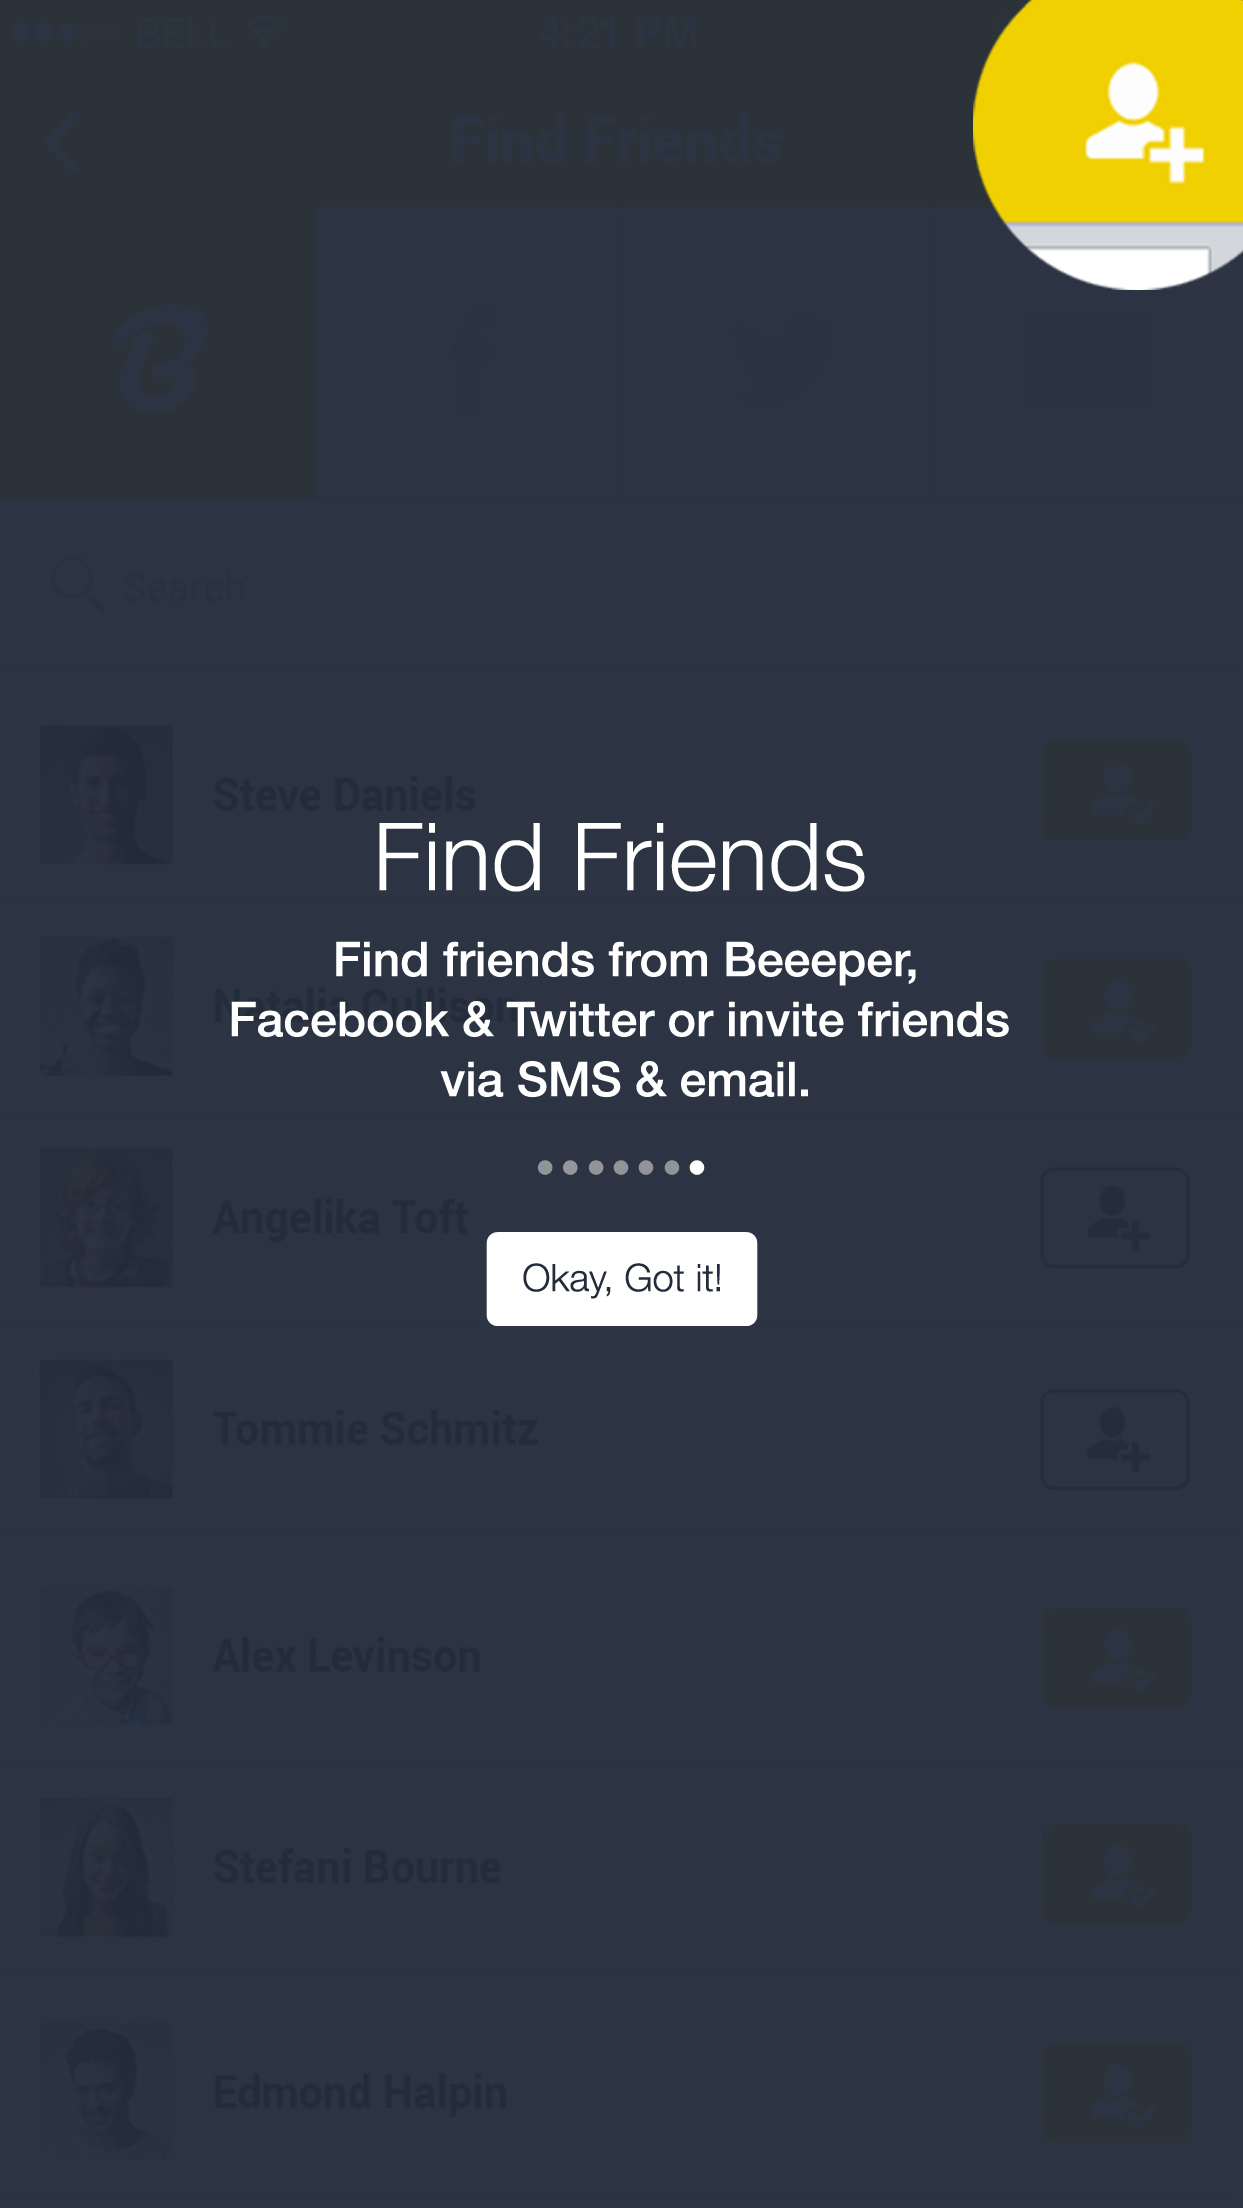 BELL 4:21 PM
Find Friends
B
f
Search
Steve Daniels
Find Friends
Find friends from Beeeper,
Natalia Cullison
Facebook & Twitter or invite friends
via SMS & email.
Angelika Toft
Okay, Got it!
Tommie Schmitz
Alex Levinson
Stefani Bourne
Edmond Halpin